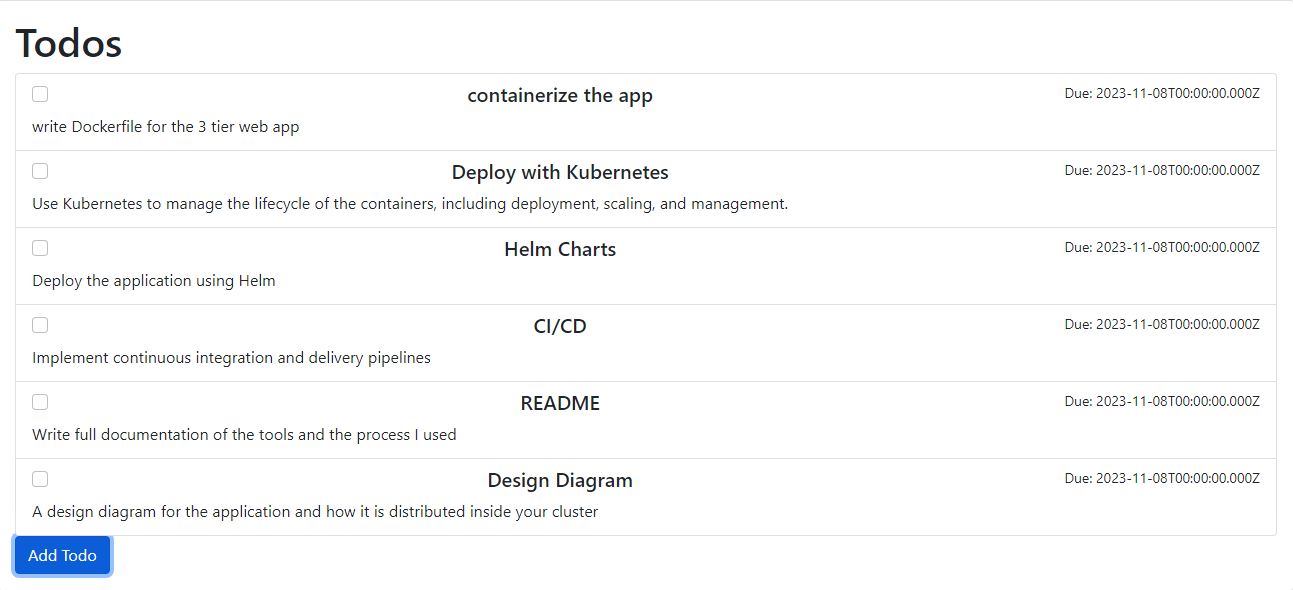 Todos
containerize the app Due: 2023-11-08T00:00:00.000Z
write Dockerfile for the 3 tier web app
Deploy with Kubernetes Due: 2023-11-08T00:00:00.000Z
Use Kubernetes to manage the lifecycle of the containers, including deployment, scaling, and management.
Helm Charts Due: 2023-11-08T00:00:00.000Z
Deploy the application using Helm
CI/CD Due: 2023-11-08T00:00:00.000Z
Implement continuous integration and delivery pipelines
README Due: 2023-11-08T00:00:00.000Z
Write full documentation of the tools and the process I used
Design Diagram Due: 2023-11-08T00:00:00.000Z
A design diagram for the application and how it is distributed inside your cluster
Add Todo